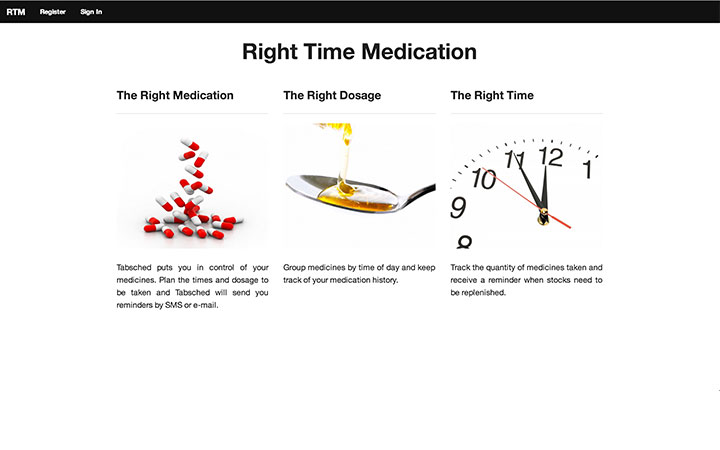 RTM Register Sign In
Right Time Medication
The Right Medication
The Right Dosage
The Right Time
12
11
1
10
9
8
Tabsched puts you in control of your
medicines. Plan the times and dosage to
be taken and Tabsched will send you
reminders by SMS or e-mail.
Group medicines by time of day and keep
track of your medication history.
Track the quantity of medicines taken and
receive a reminder when stocks need to
be replenished.